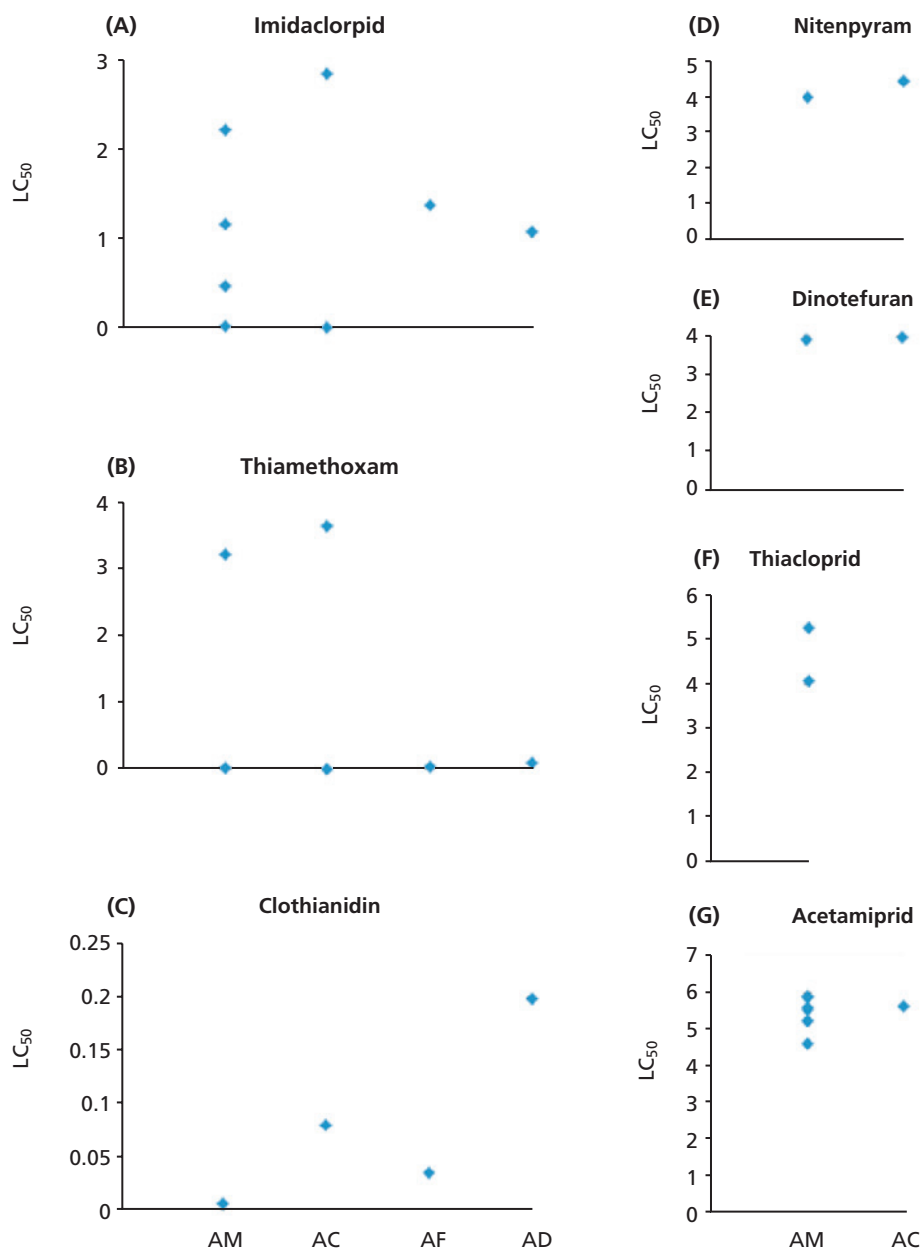 (A) Imidaclorpid
3
2
1
0
LC50
(B) Thiamethoxam
4
3
2
1
0
LC50
(C) Clothianidin
0.25
0.2
0.15
0.1
0.05
0
LC50
AM AC AF AD
(D) Nitenpyram
5
4
3
2
1
0
LC50
(E) Dinotefuran
4
3
2
1
0
LC50
(F) Thiacloprid
6
5
4
3
2
1
0
LC50
(G) Acetamiprid
7
6
5
4
3
2
1
0
LC50
AM AC